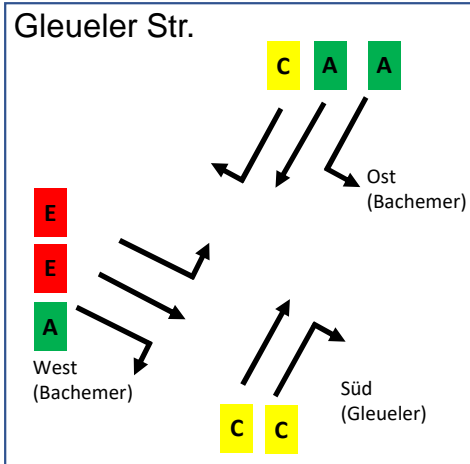 Gleueler Str.
C A A
Ost
(Bachemer)
E
E
A
West
(Bachemer)
Süd
(Gleueler)
C C